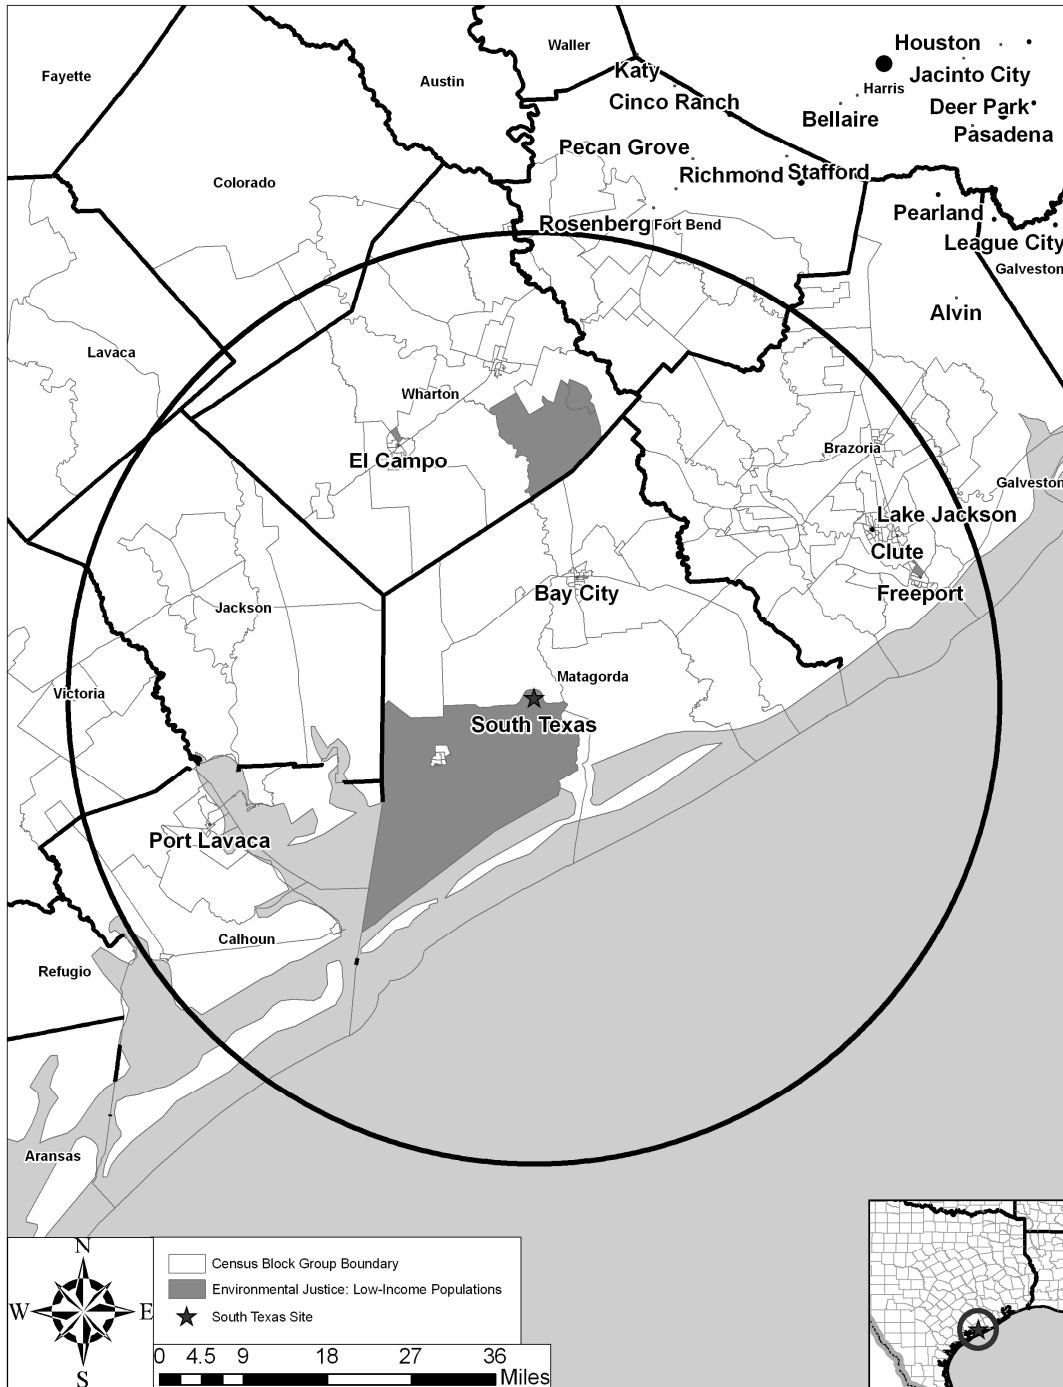 Waller
Houston
Fayette
Austin
Katy
Harris
Jacinto City
Cinco Ranch
Bellaire
Deer Park
Pasadena
Pecan Grove
Richmond
Stafford
Colorado
Pearland
Rosenberg
Fort Bend
League City
Galveston
Alvin
Lavaca
Wharton
Brazoria
El Campo
Galveston
Lake Jackson
Clute
Bay City
Freeport
Jackson
Matagorda
Victoria
South Texas
Port Lavaca
Calhoun
Refugio
Aransas
N
W
E
S
Census Block Group Boundary
Environmental Justice: Low-Income Populations
South Texas Site
0 4.5 9 18 27 36
Miles